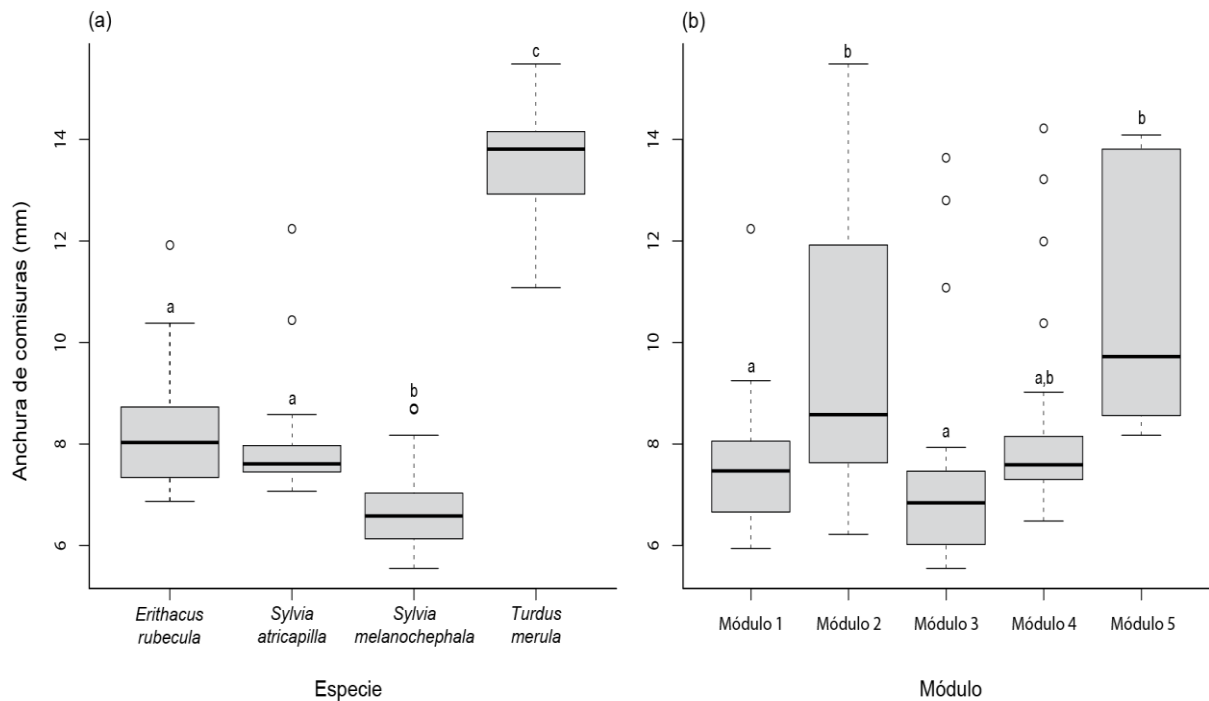 (a)
(b)
Anchura de comisuras (mm)
14
12
10
8
6
a
a
b
c
Erithacus rubecula
Sylvia atricapilla
Sylvia melanochephala
Turdus merula
Especie
14
12
10
8
6
a
b
a
a,b
b
Módulo 1
Módulo 2
Módulo 3
Módulo 4
Módulo 5
Módulo